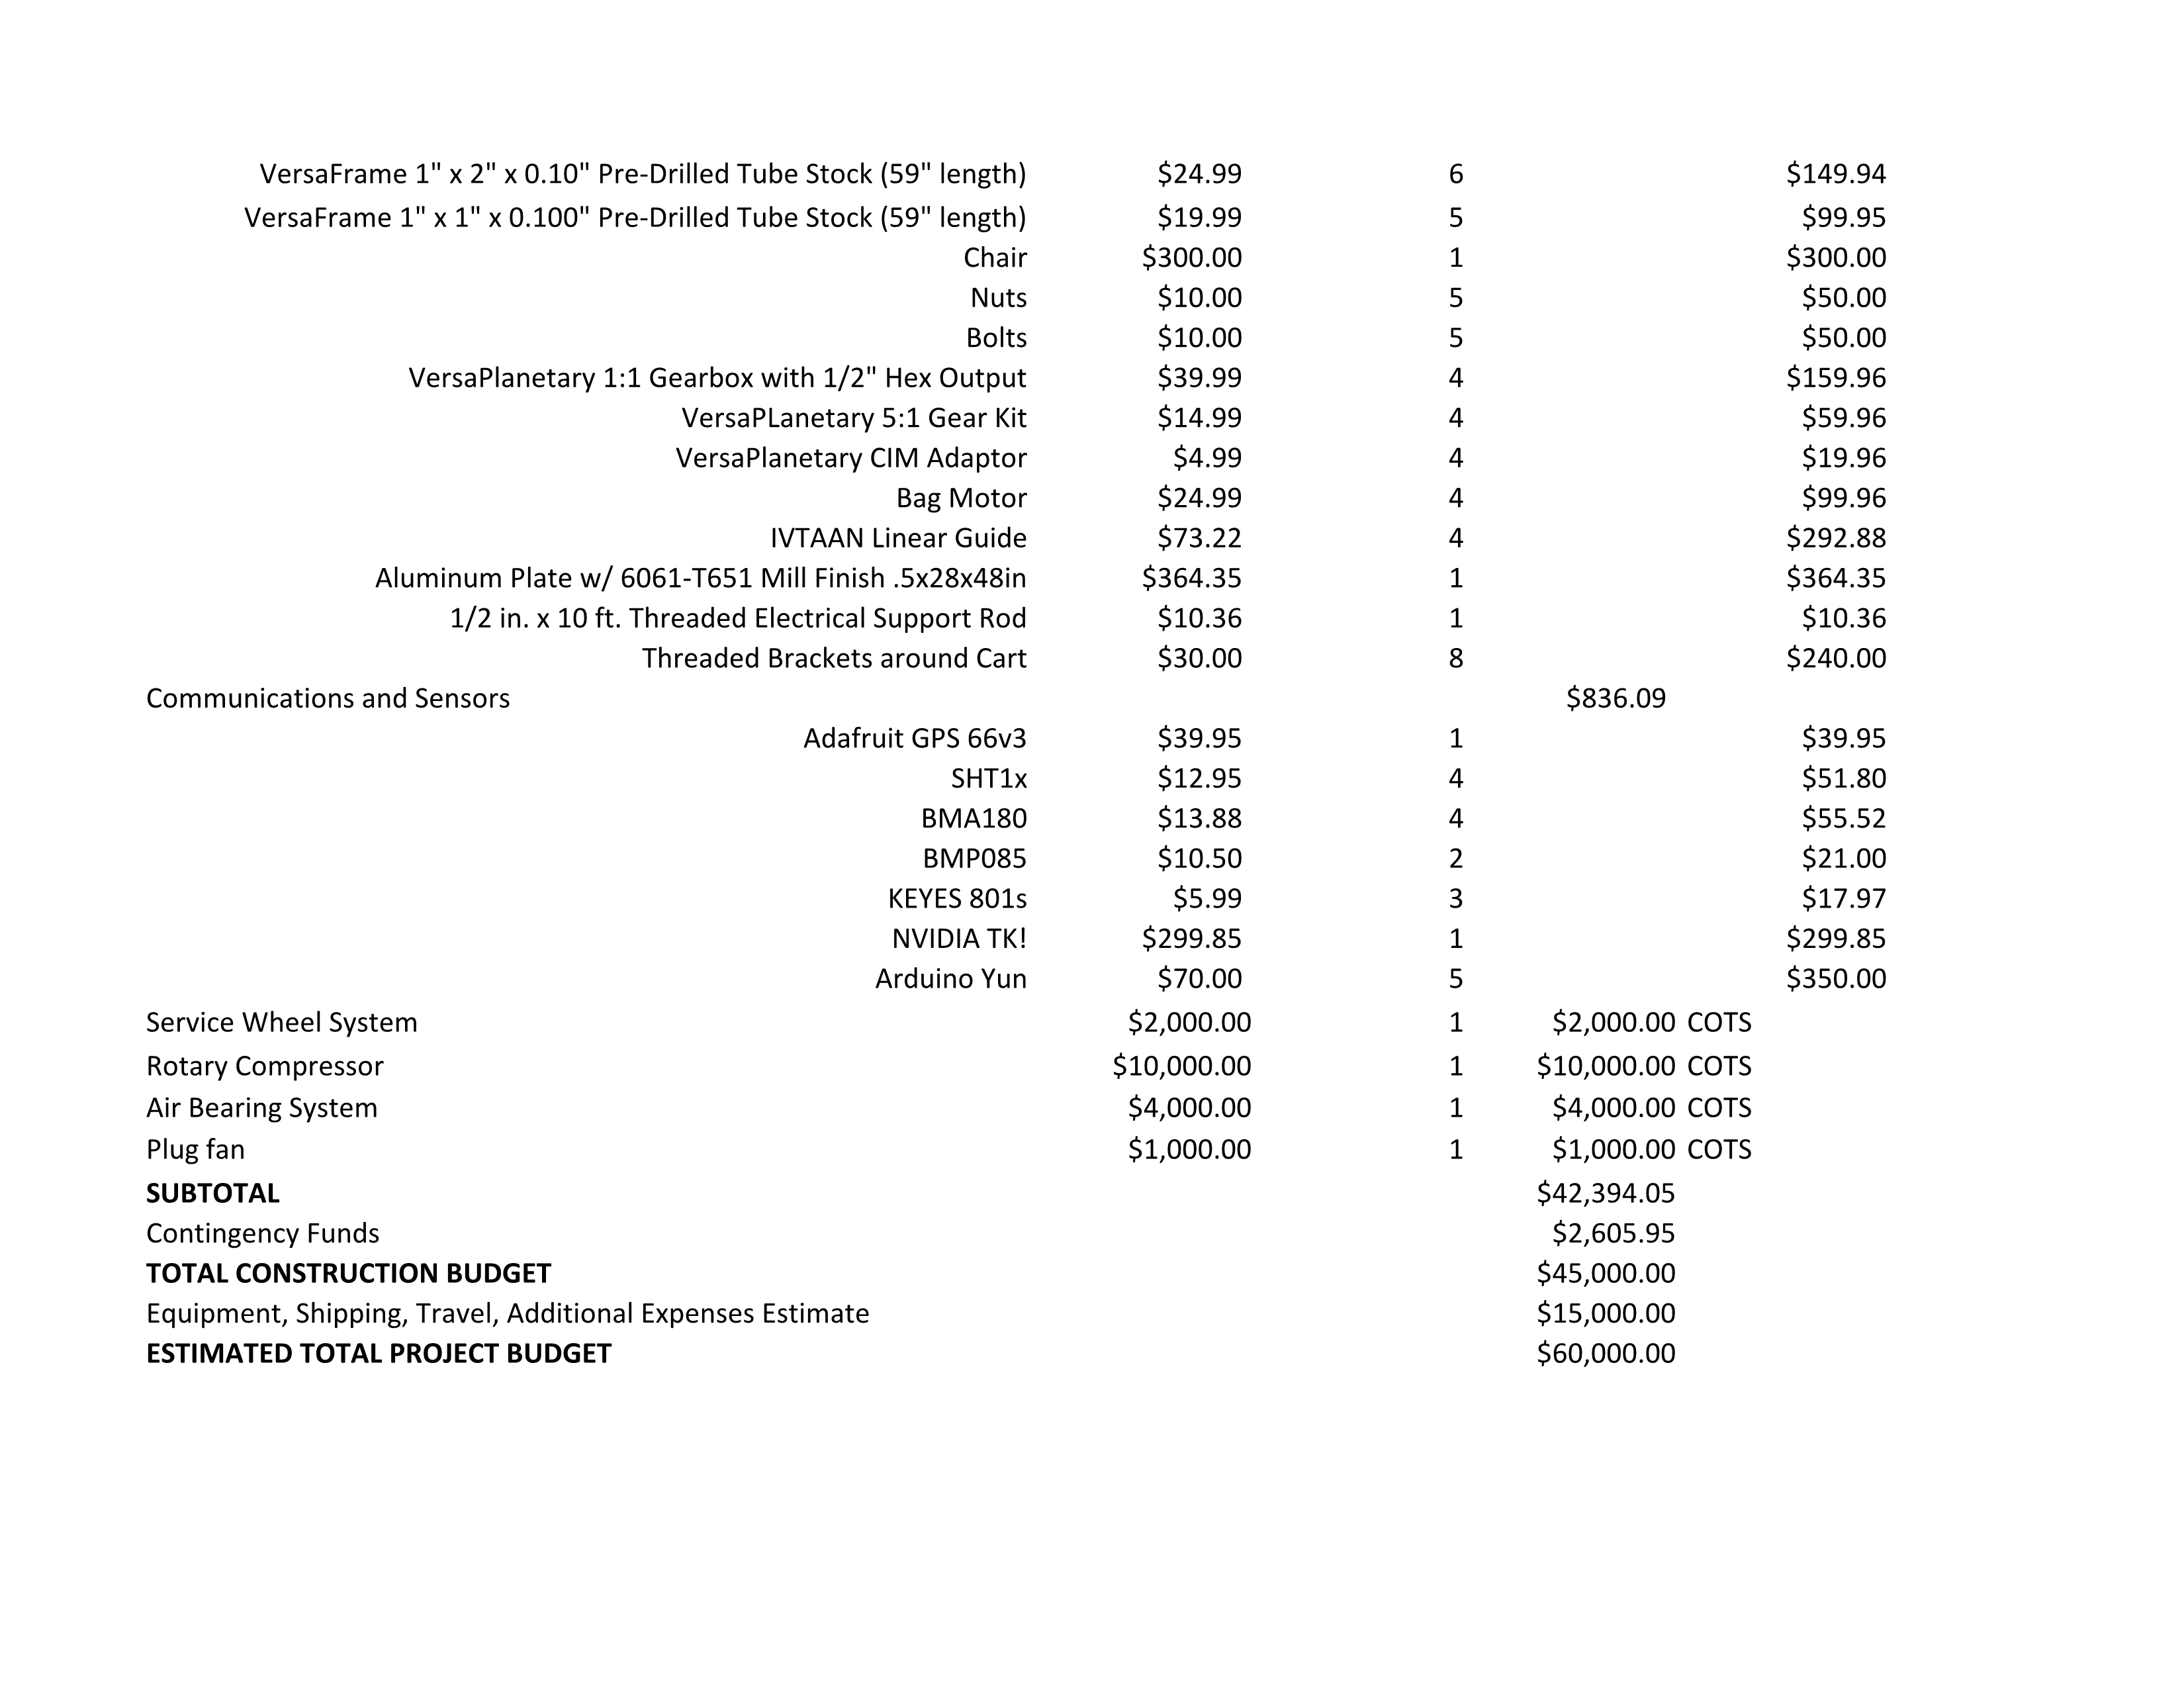 VersaFrame 1" x 2" x 0.10" Pre-Drilled Tube Stock (59" length) $24.99 6 $149.94
VersaFrame 1" x 1" x 0.100" Pre-Drilled Tube Stock (59" length) $19.99 5 $99.95
Chair $300.00 1 $300.00
Nuts $10.00 5 $50.00
Bolts $10.00 5 $50.00
VersaPlanetary 1:1 Gearbox with 1/2" Hex Output $39.99 4 $159.96
VersaPLanetary 5:1 Gear Kit $14.99 4 $59.96
VersaPlanetary CIM Adaptor $4.99 4 $19.96
Bag Motor $24.99 4 $99.96
IVTAAN Linear Guide $73.22 4 $292.88
Aluminum Plate w/ 6061-T651 Mill Finish .5x28x48in $364.35 1 $364.35
1/2 in. x 10 ft. Threaded Electrical Support Rod $10.36 1 $10.36
Threaded Brackets around Cart $30.00 8 $240.00
Communications and Sensors $836.09
Adafruit GPS 66v3 $39.95 1 $39.95
SHT1x $12.95 4 $51.80
BMA180 $13.88 4 $55.52
BMP085 $10.50 2 $21.00
KEYES 801s $5.99 3 $17.97
NVIDIA TK! $299.85 1 $299.85
Arduino Yun $70.00 5 $350.00
Service Wheel System $2,000.00 1 $2,000.00 COTS
Rotary Compressor $10,000.00 1 $10,000.00 COTS
Air Bearing System $4,000.00 1 $4,000.00 COTS
Plug fan $1,000.00 1 $1,000.00 COTS
SUBTOTAL $42,394.05
Contingency Funds $2,605.95
TOTAL CONSTRUCTION BUDGET $45,000.00
Equipment, Shipping, Travel, Additional Expenses Estimate $15,000.00
ESTIMATED TOTAL PROJECT BUDGET $60,000.00